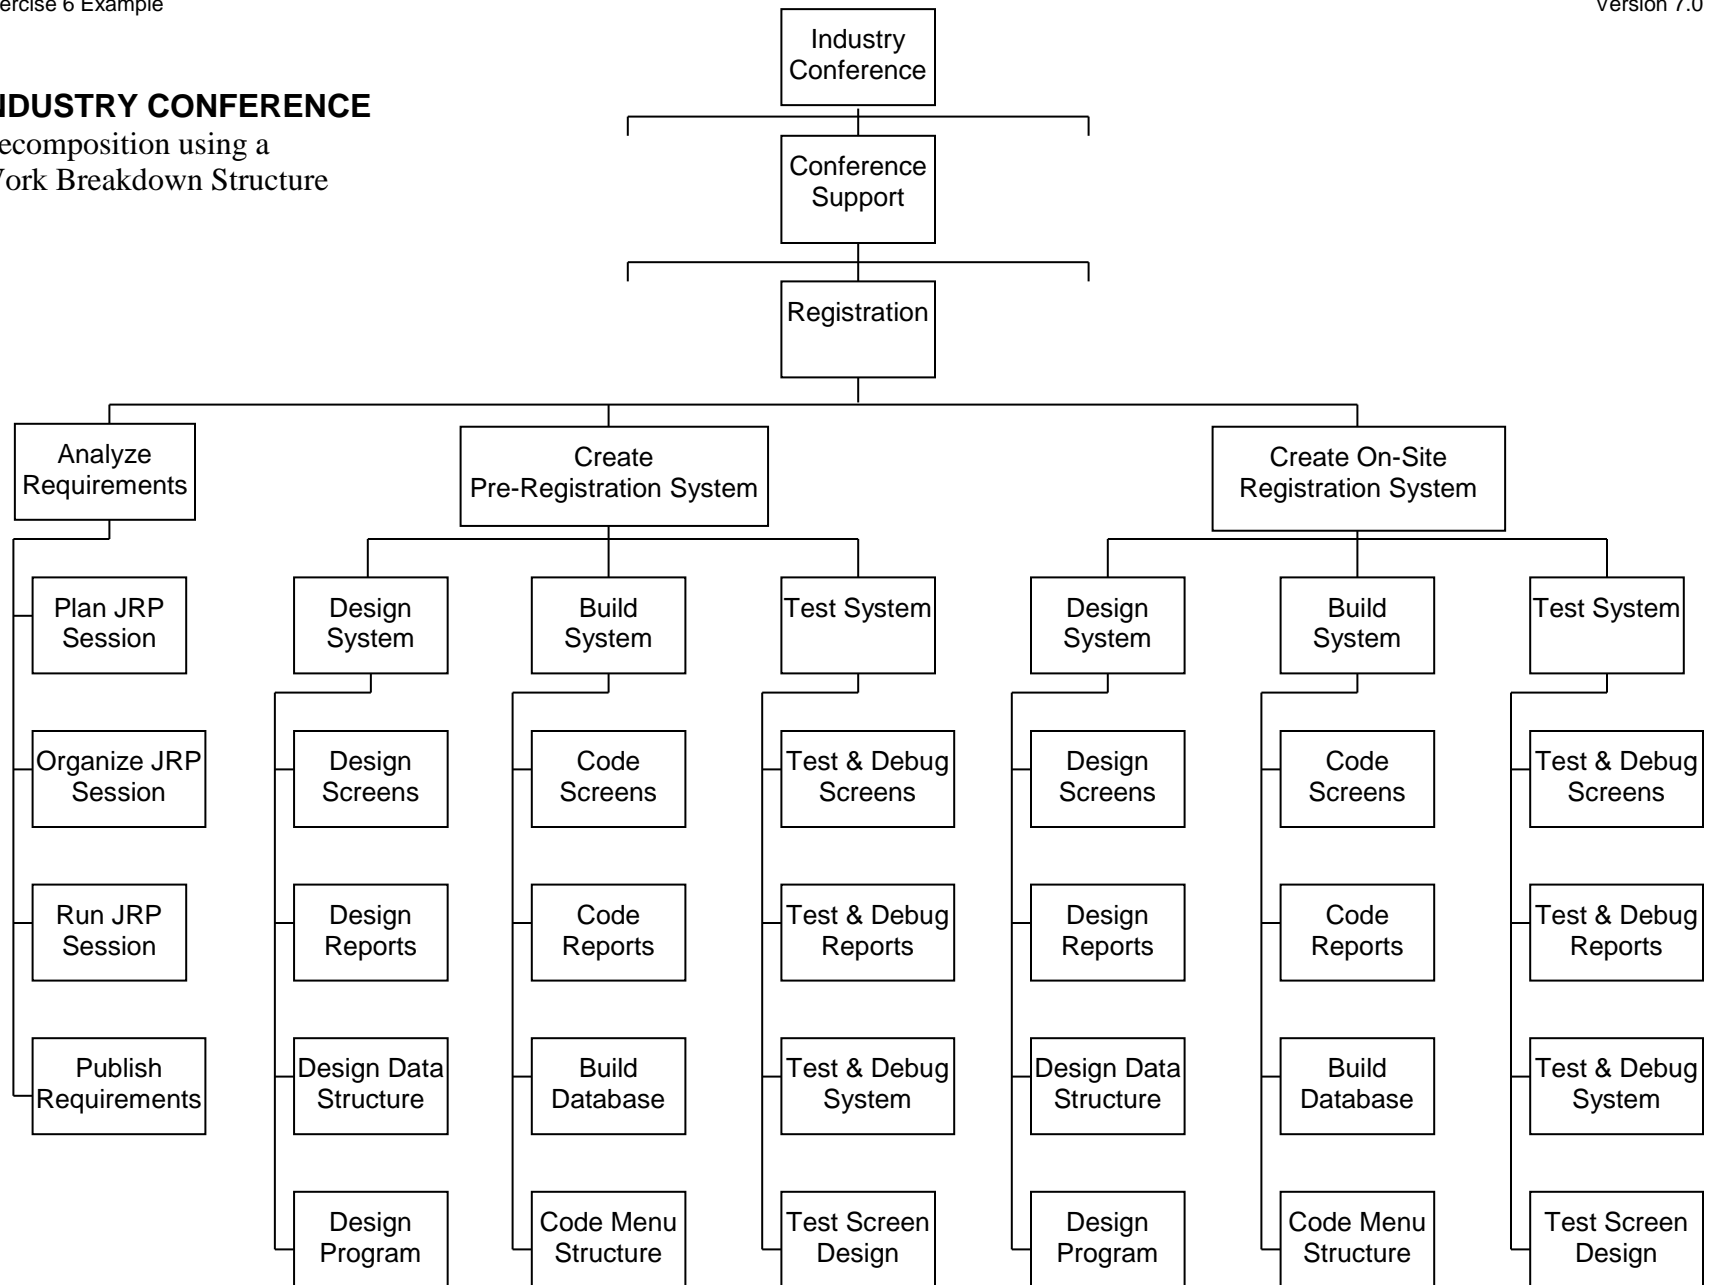 ercise 6 Example
Version 7.0
NDUSTRY CONFERENCE
ecomposition using a
Work Breakdown Structure
Industry
Conference
Conference
Support
Registration
Analyze
Requirements
Create
Pre-Registration System
Create On-Site
Registration System
Plan JRP
Session
Design
System
Build
System
Test System
Design
System
Build
System
Test System
Organize JRP
Session
Design
Screens
Code
Screens
Test & Debug
Screens
Design
Screens
Code
Screens
Test & Debug
Screens
Run JRP
Session
Design
Reports
Code
Reports
Test & Debug
Reports
Design
Reports
Code
Reports
Test & Debug
Reports
Publish
Requirements
Design Data
Structure
Build
Database
Test & Debug
System
Design Data
Structure
Build
Database
Test & Debug
System
Design
Program
Code Menu
Structure
Test Screen
Design
Design
Program
Code Menu
Structure
Test Screen
Design